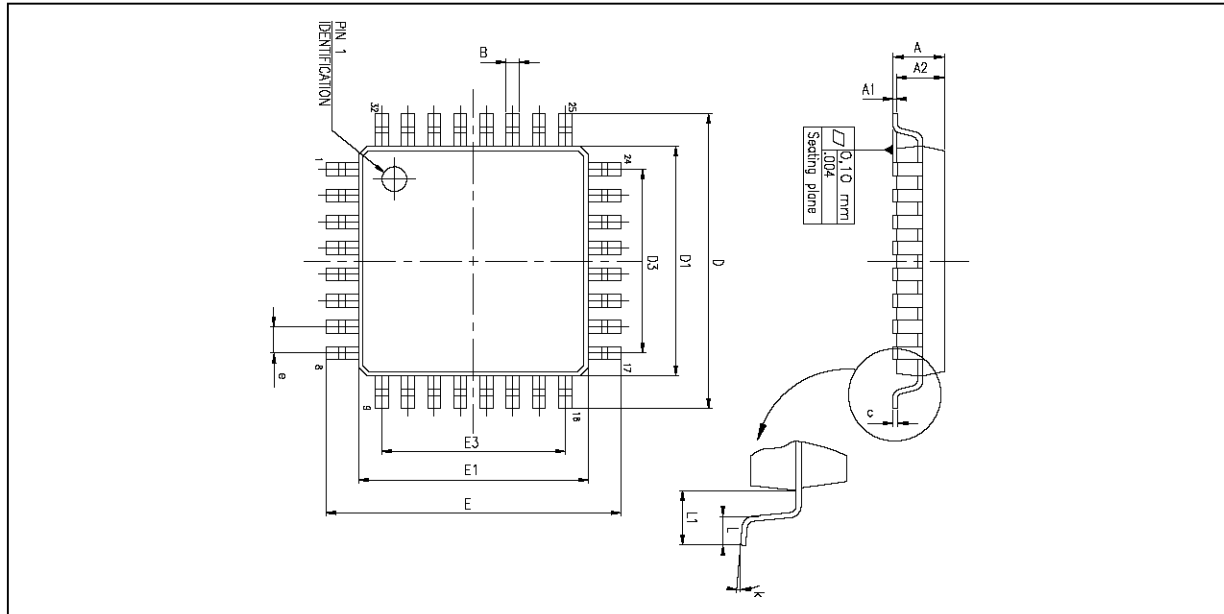 PIN 1
IDENTIFICATION
B
32
25
1
24
8
17
9
16
e
D3
D1
D
E3
E1
E
A
A2
A1
0,10 mm
.004
Seating plane
c
L1
L
k